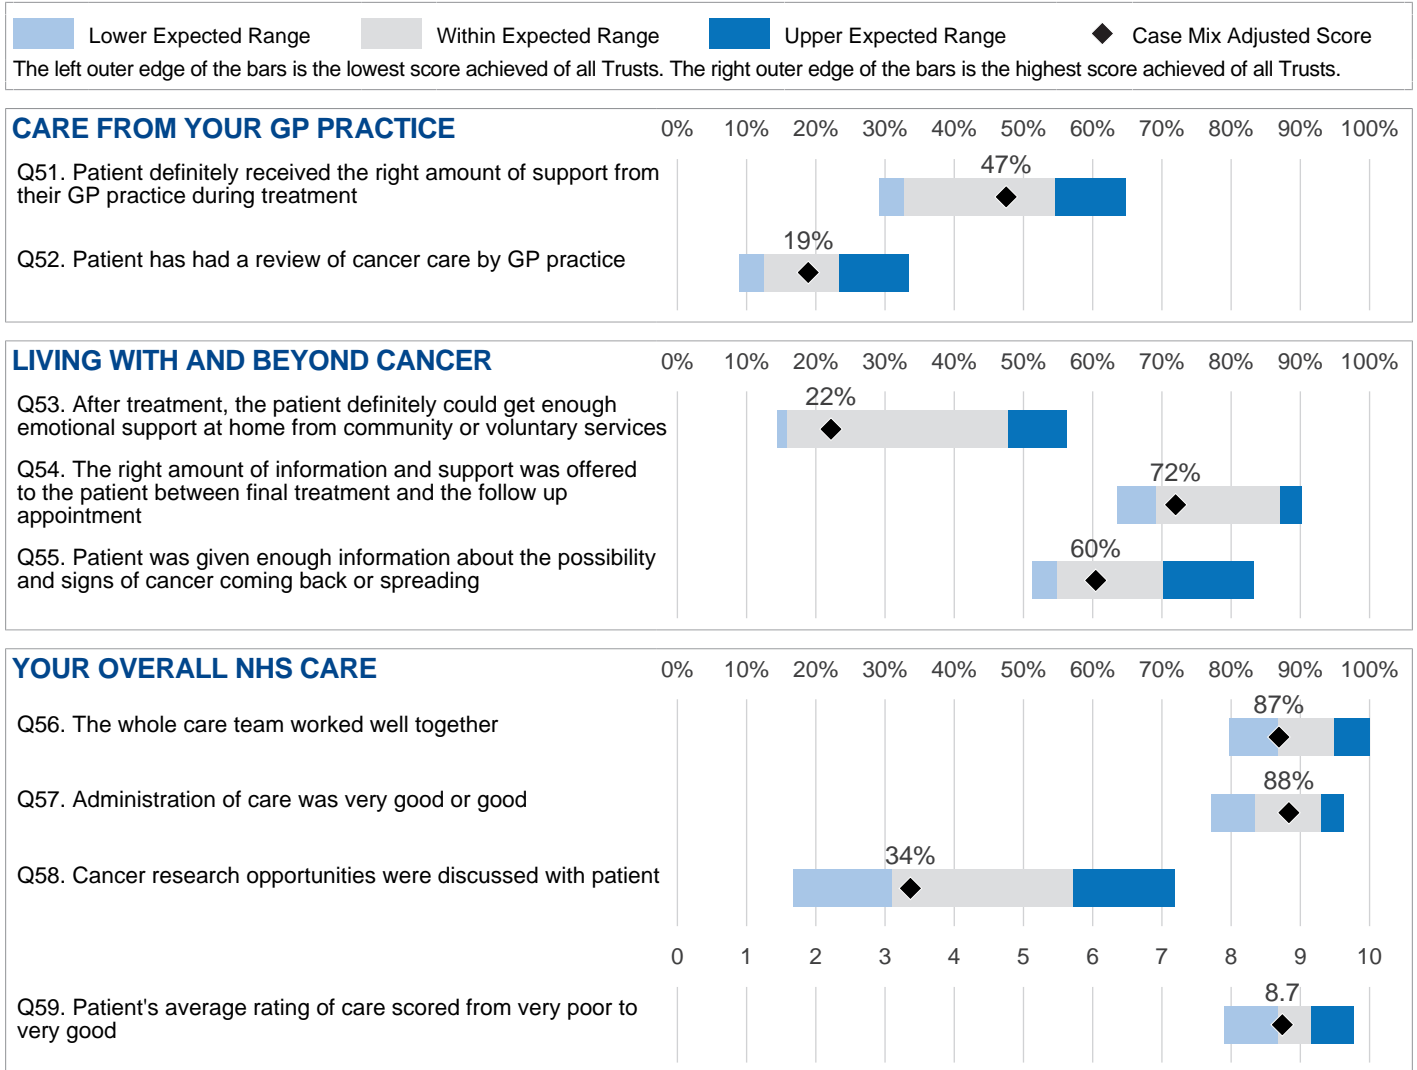 Lower Expected Range Within Expected Range Upper Expected Range Case Mix Adjusted Score
The left outer edge of the bars is the lowest score achieved of all Trusts. The right outer edge of the bars is the highest score achieved of all Trusts.
CARE FROM YOUR GP PRACTICE 0% 10% 20% 30% 40% 50% 60% 70% 80% 90% 100%
47%
Q51. Patient definitely received the right amount of support from
their GP practice during treatment
19%
Q52. Patient has had a review of cancer care by GP practice
LIVING WITH AND BEYOND CANCER 0% 10% 20% 30% 40% 50% 60% 70% 80% 90% 100%
22%
Q53. After treatment, the patient definitely could get enough
emotional support at home from community or voluntary services
72%
Q54. The right amount of information and support was offered
to the patient between final treatment and the follow up
appointment
60%
Q55. Patient was given enough information about the possibility
and signs of cancer coming back or spreading
YOUR OVERALL NHS CARE 0% 10% 20% 30% 40% 50% 60% 70% 80% 90% 100%
87%
Q56. The whole care team worked well together
88%
Q57. Administration of care was very good or good
34%
Q58. Cancer research opportunities were discussed with patient
0 1 2 3 4 5 6 7 8 9 10
8.7
Q59. Patient's average rating of care scored from very poor to
very good